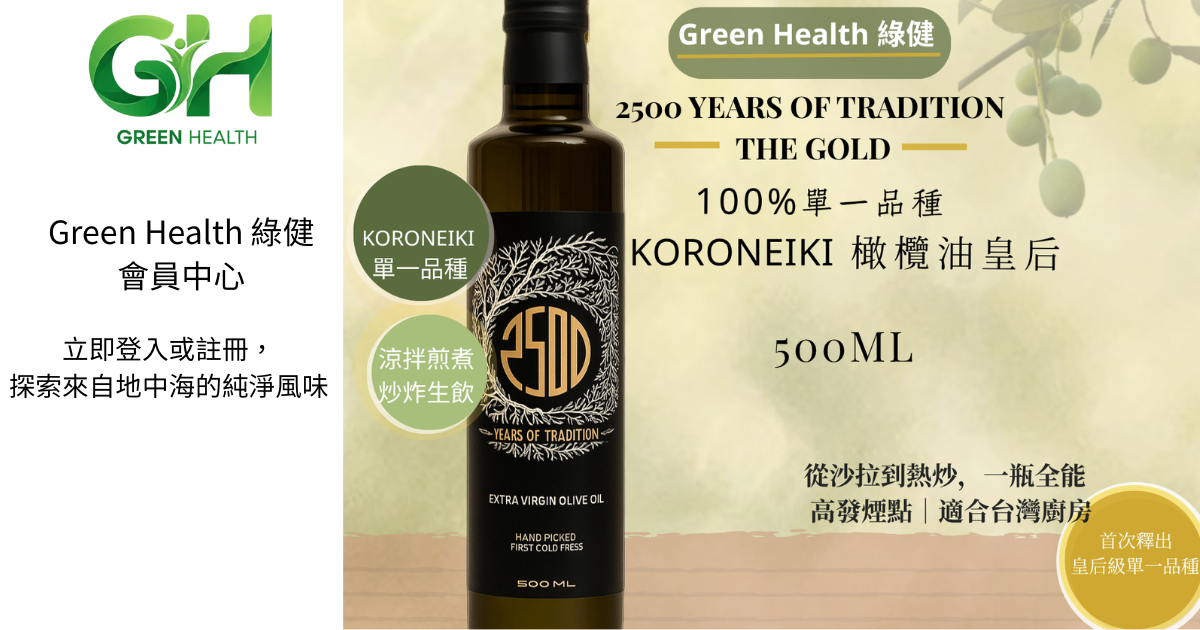 GH
GREEN HEALTH
Green Health 綠健
會員中心
立即登入或註冊，
探索來自地中海的純淨風味
Green Health 綠健
2500 YEARS OF TRADITION
THE GOLD
100%單一品種
KORONEIKI 橄欖油皇后
500ML
KORONEIKI
單一品種
涼拌煎煮
炒炸生飲
2500
YEARS OF TRADITION
EXTRA VIRGIN OLIVE OIL
HAND PICKED
FIRST COLD FRESS
500 ML
從沙拉到熱炒，一瓶全能
高發煙點｜適合台灣廚房
首次釋出
皇后級單一品種